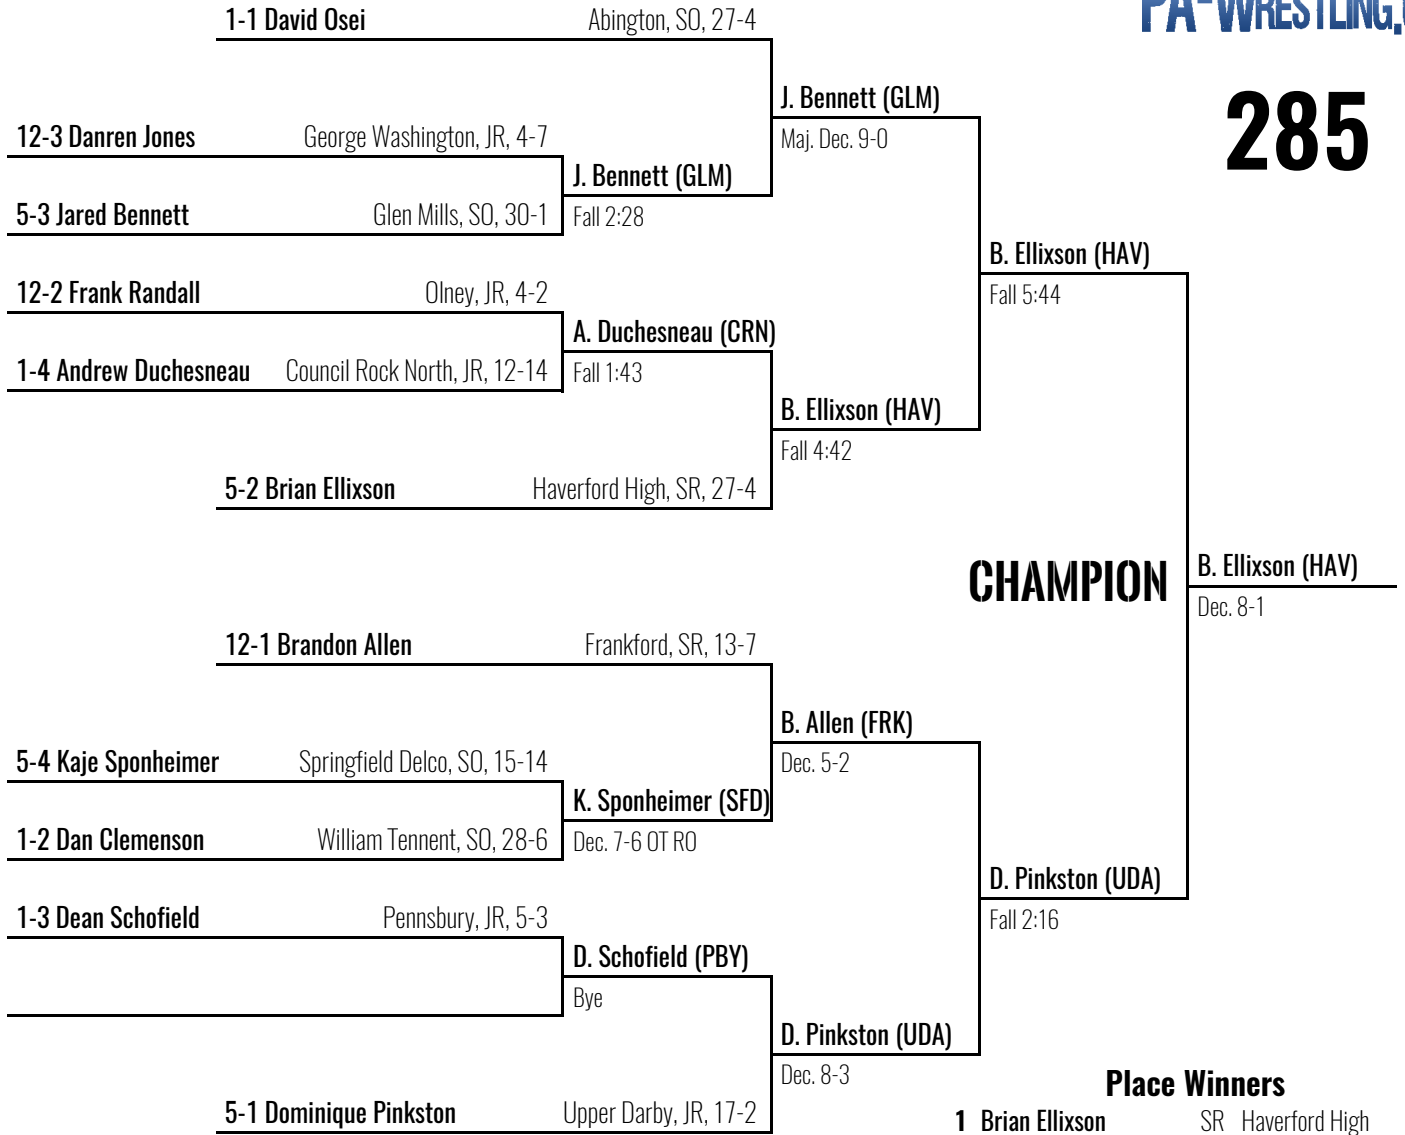 PA-WRESTLING.
285
1-1 David Osei Abington, SO, 27-4
J. Bennett (GLM)
Maj. Dec. 9-0
12-3 Danren Jones George Washington, JR, 4-7
J. Bennett (GLM)
Fall 2:28
5-3 Jared Bennett Glen Mills, SO, 30-1
B. Ellixson (HAV)
Fall 5:44
12-2 Frank Randall Olney, JR, 4-2
A. Duchesneau (CRN)
Fall 1:43
1-4 Andrew Duchesneau Council Rock North, JR, 12-14
B. Ellixson (HAV)
Fall 4:42
5-2 Brian Ellixson Haverford High, SR, 27-4
CHAMPION
B. Ellixson (HAV)
Dec. 8-1
12-1 Brandon Allen Frankford, SR, 13-7
B. Allen (FRK)
Dec. 5-2
5-4 Kaje Sponheimer Springfield Delco, SO, 15-14
K. Sponheimer (SFD)
Dec. 7-6 OT RO
1-2 Dan Clemenson William Tennent, SO, 28-6
D. Pinkston (UDA)
Fall 2:16
1-3 Dean Schofield Pennsbury, JR, 5-3
D. Schofield (PBY)
Bye
D. Pinkston (UDA)
Dec. 8-3
5-1 Dominique Pinkston Upper Darby, JR, 17-2
Place Winners
1 Brian Ellixson SR Haverford High